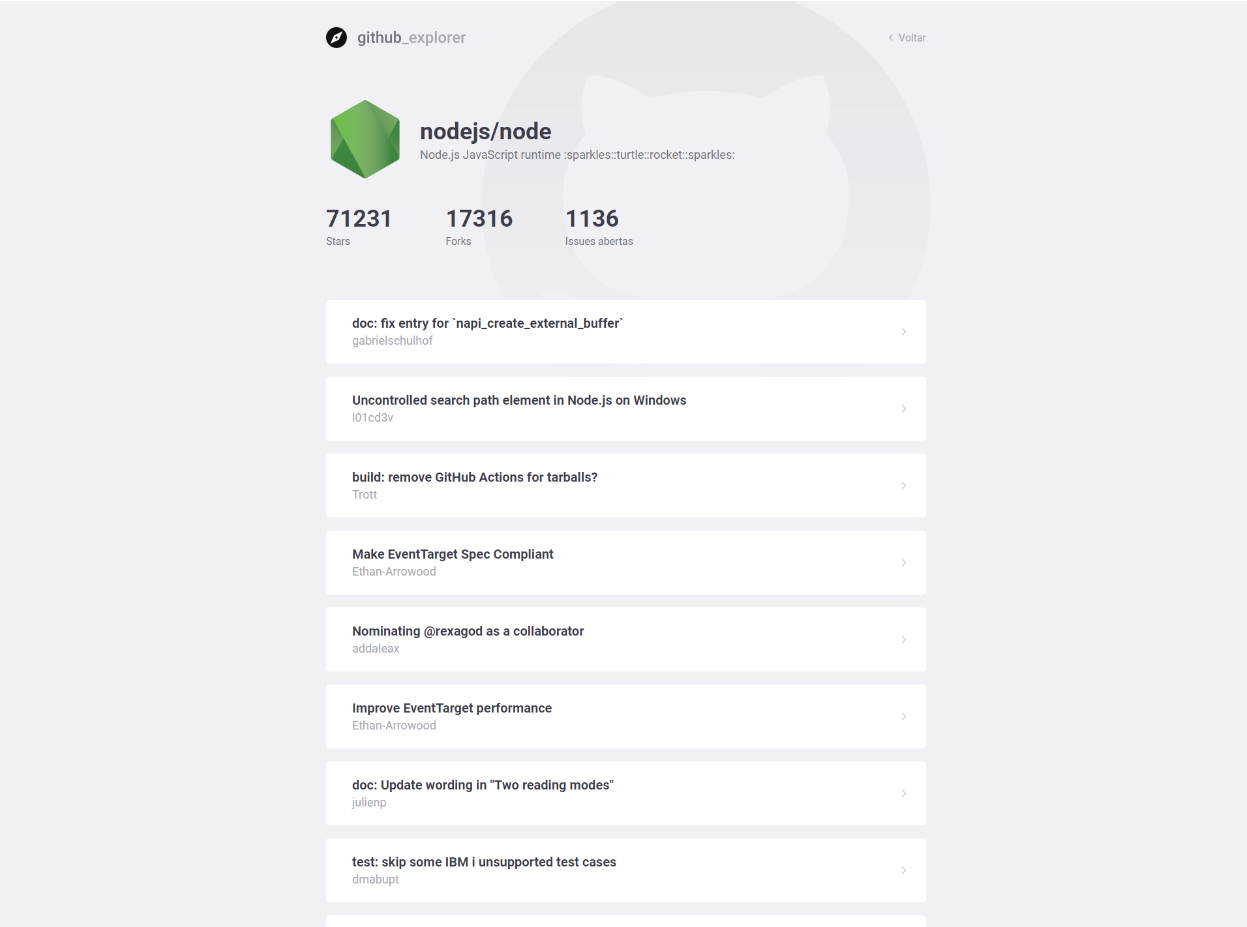 github_explorer
Voltar
nodejs/node
Node.js JavaScript runtime :sparkles::turtle::rocket::sparkles:
71231 17316 1136
Stars Forks Issues abertas
doc: fix entry for `napi_create_external_buffer`
gabrielschulhof
Uncontrolled search path element in Node.js on Windows
l01cd3v
build: remove GitHub Actions for tarballs?
Trott
Make EventTarget Spec Compliant
Ethan-Arrowood
Nominating @rexagod as a collaborator
addaleax
Improve EventTarget performance
Ethan-Arrowood
doc: Update wording in "Two reading modes"
julienp
test: skip some IBM i unsupported test cases
dmabupt